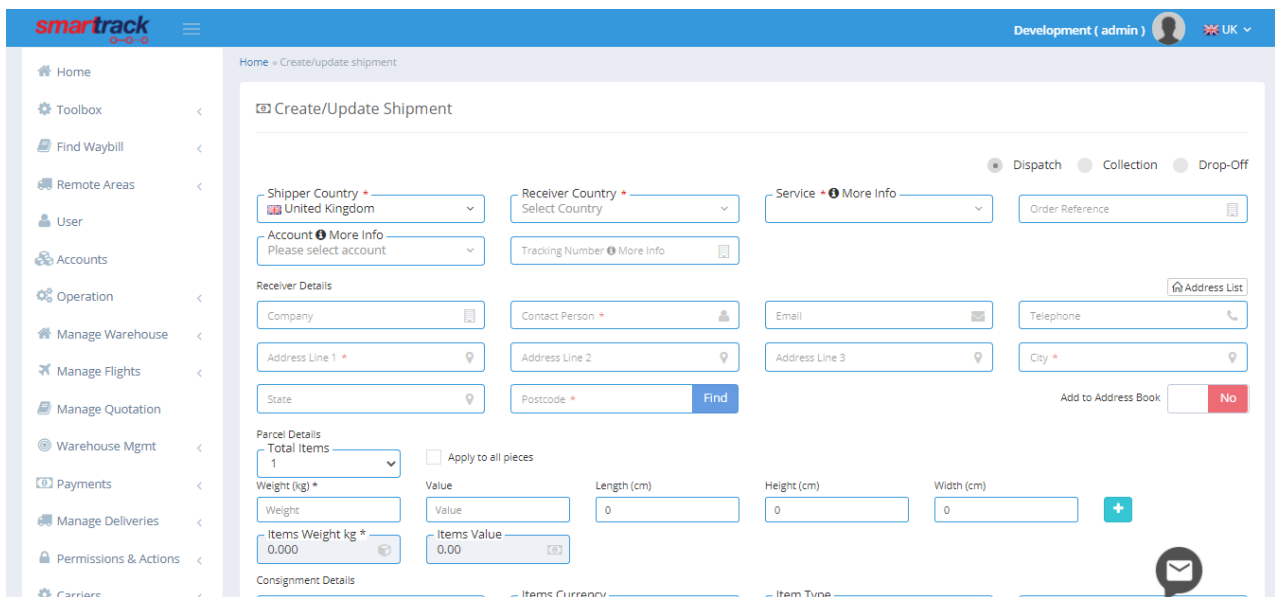 smartrack
Development ( admin )
UK
Home
Toolbox
Find Waybill
Remote Areas
User
Accounts
Operation
Manage Warehouse
Manage Flights
Manage Quotation
Warehouse Mgmt
Payments
Manage Deliveries
Permissions & Actions
Carriers
Home » Create/update shipment
Create/Update Shipment
Dispatch Collection Drop-Off
Shipper Country * Receiver Country * Service * More Info
United Kingdom Select Country Order Reference
Account More Info
Please select account Tracking Number More Info
Receiver Details Address List
Company Contact Person * Email Telephone
Address Line 1 * Address Line 2 Address Line 3 City *
State Postcode * Find Add to Address Book No
Parcel Details
Total Items
1 Apply to all pieces
Weight (kg) * Value Length (cm) Height (cm) Width (cm)
Weight Value 0 0 0 +
Items Weight kg * Items Value
0.000 0.00
Consignment Details
Items Currency Item Type